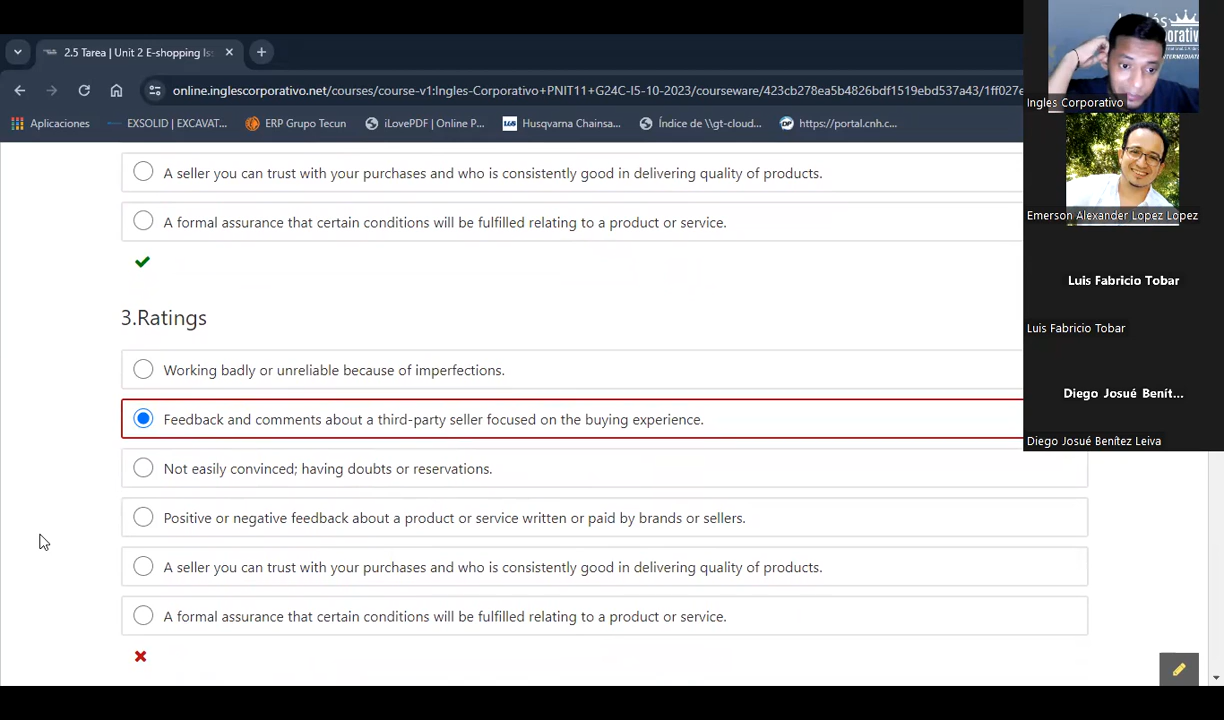 2.5 Tarea | Unit 2 E-shopping Is
online.inglescorporativo.net/courses/course-v1:Ingles-Corporativo+PNIT11+G24C-I5-10-2023/courseware/423cb278ea5b4826bdf1519ebd537a43/1ff027e
Aplicaciones
EXSOLID | EXCAVAT...
ERP Grupo Tecun
iLovePDF | Online P...
Husqvarna Chainsa...
Índice de \\gt-cloud...
https://portal.cnh.c...
A seller you can trust with your purchases and who is consistently good in delivering quality of products.
A formal assurance that certain conditions will be fulfilled relating to a product or service.
3.Ratings
Working badly or unreliable because of imperfections.
Feedback and comments about a third-party seller focused on the buying experience.
Not easily convinced; having doubts or reservations.
Positive or negative feedback about a product or service written or paid by brands or sellers.
A seller you can trust with your purchases and who is consistently good in delivering quality of products.
A formal assurance that certain conditions will be fulfilled relating to a product or service.
Ingles Corporativo
Emerson Alexander Lopez Lopez
Luis Fabricio Tobar
Luis Fabricio Tobar
Diego Josué Benít...
Diego Josué Benítez Leiva